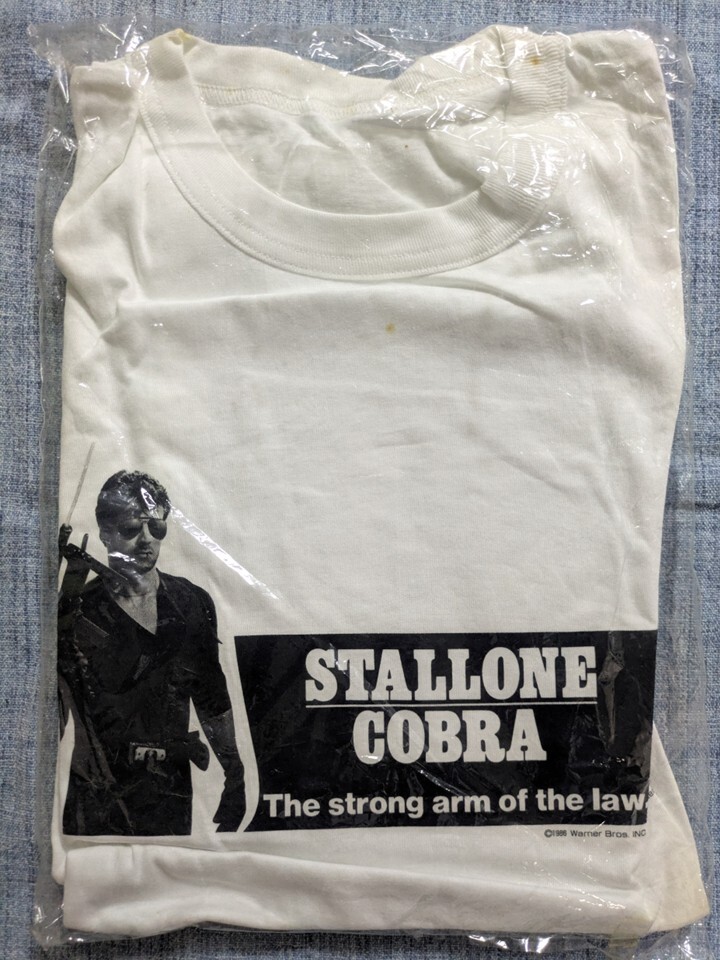 STALLONE
COBRA
The strong arm of the law.
©1986 Warner Bros. INC